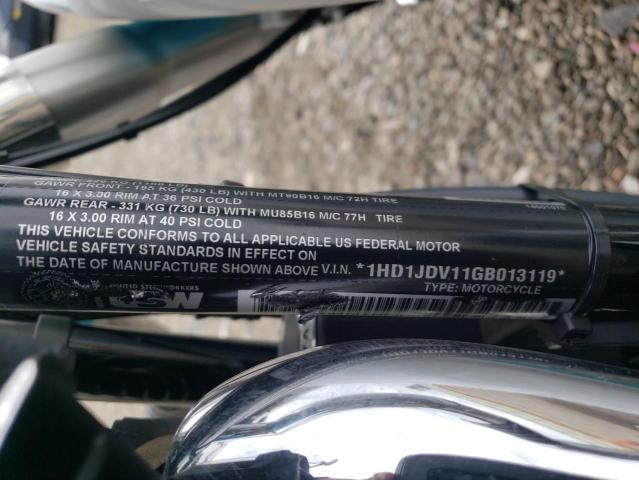 GAWR FRONT - 195 KG (430 LB) WITH MT90B16 M/C 72H TIRE
16 X 3.00 RIM AT 36 PSI COLD
GAWR REAR - 331 KG (730 LB) WITH MU85B16 M/C 77H TIRE
16 X 3.00 RIM AT 40 PSI COLD
THIS VEHICLE CONFORMS TO ALL APPLICABLE US FEDERAL MOTOR
VEHICLE SAFETY STANDARDS IN EFFECT ON
THE DATE OF MANUFACTURE SHOWN ABOVE V.I.N. *1HD1JDV11GB013119*
TYPE: MOTORCYCLE
UNITED STEELWORKERS
USW